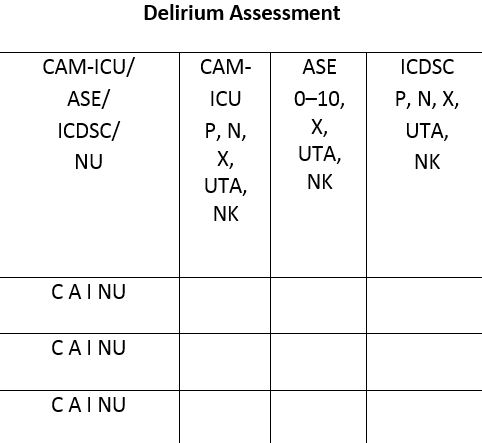 Delirium Assessment
CAM-ICU/
ASE/
ICDSC/
NU
CAM-
ICU
P, N,
X,
UTA,
NK
ASE
0–10,
X,
UTA,
NK
ICDSC
P, N, X,
UTA,
NK
C A I NU
C A I NU
C A I NU